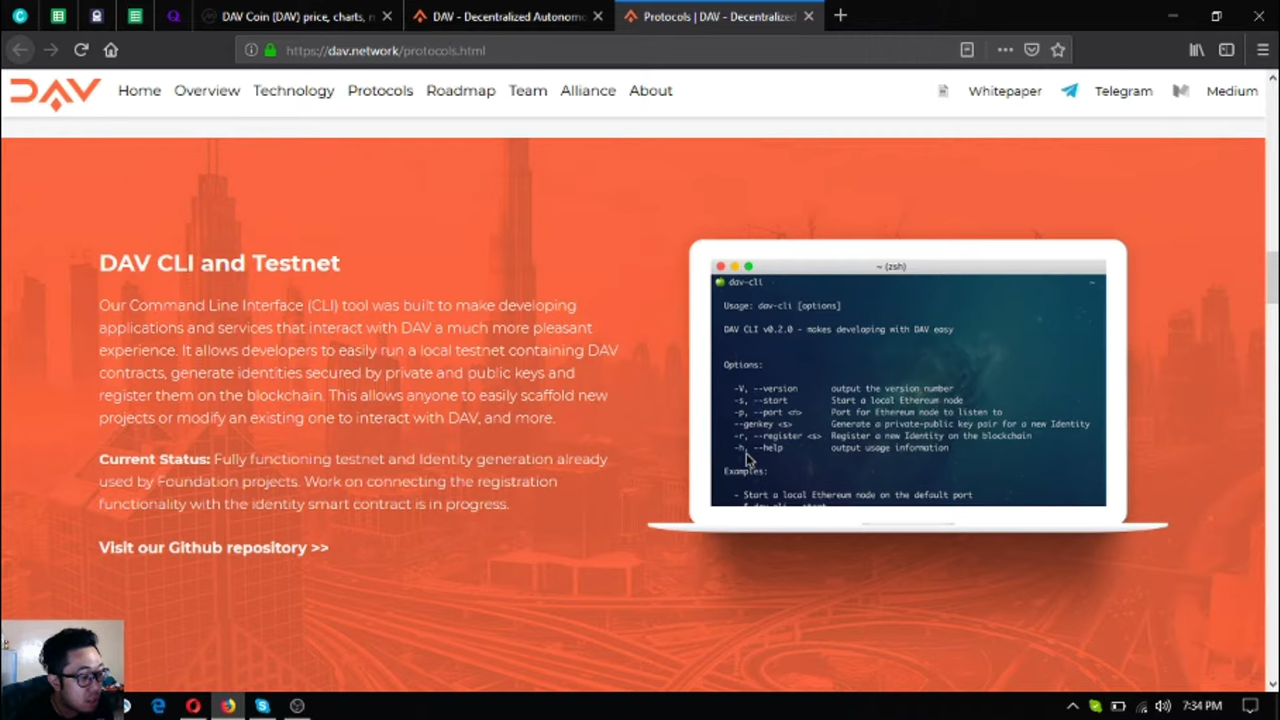 DAV Coin (DAV) price, charts, m
DAV - Decentralized Autonomo
Protocols | DAV - Decentralized
https://dav.network/protocols.html
DAV
Home Overview Technology Protocols Roadmap Team Alliance About
Whitepaper Telegram Medium
DAV CLI and Testnet
Our Command Line Interface (CLI) tool was built to make developing
applications and services that interact with DAV a much more pleasant
experience. It allows developers to easily run a local testnet containing DAV
contracts, generate identities secured by private and public keys and
register them on the blockchain. This allows anyone to easily scaffold new
projects or modify an existing one to interact with DAV, and more.
Current Status: Fully functioning testnet and Identity generation already
used by Foundation projects. Work on connecting the registration
functionality with the identity smart contract is in progress.
Visit our Github repository >>
~ (zsh)
dav-cli ~
Usage: dav-cli [options]
DAV CLI v0.2.0 - makes developing with DAV easy
Options:
-V, --version output the version number
-s, --start Start a local Ethereum node
-p, --port <n> Port for Ethereum node to listen to
--genkey <s> Generate a private-public key pair for a new Identity
-r, --register <s> Register a new Identity on the blockchain
-h, --help output usage information
Examples:
- Start a local Ethereum node on the default port
7:34 PM